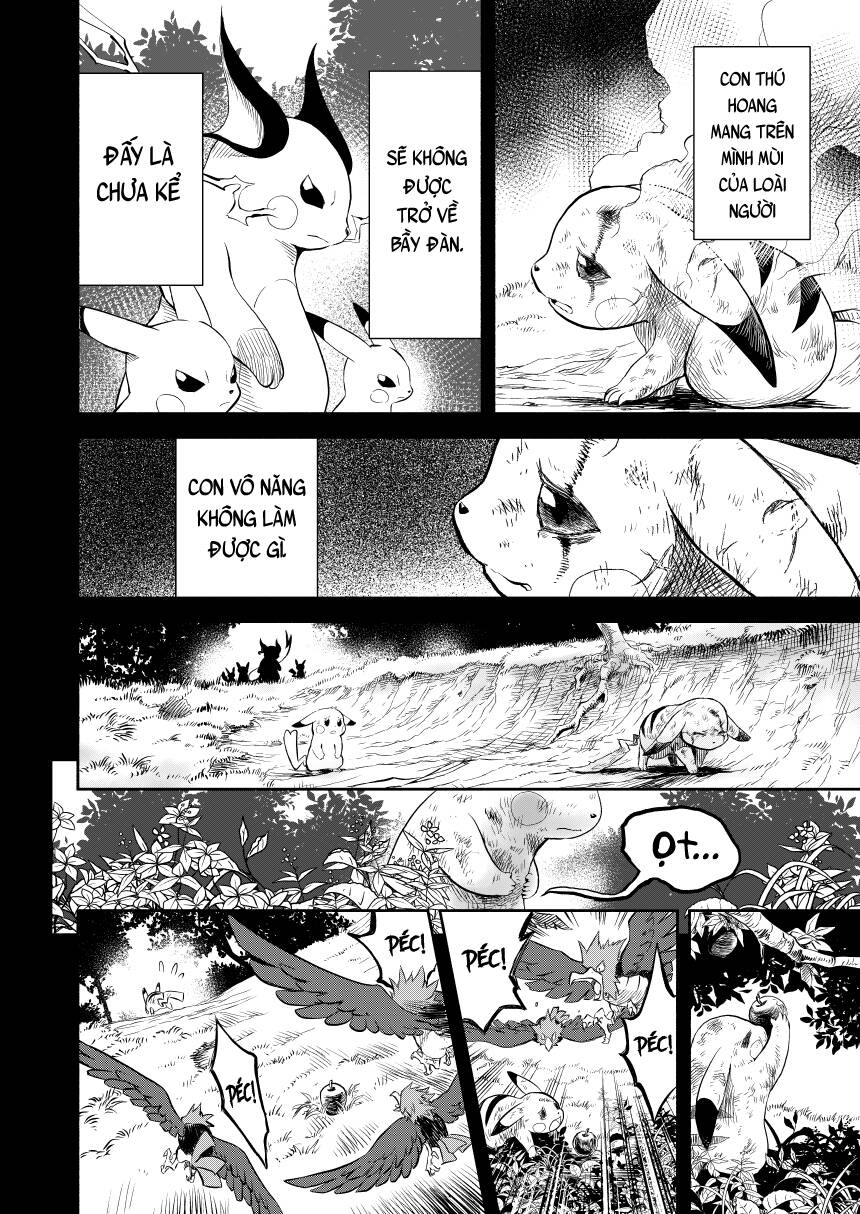 CON THÚ
HOANG
MANG TRÊN
MÌNH MÙI
CỦA LOÀI
NGƯỜI
SẼ KHÔNG
ĐƯỢC
TRỞ VỀ
BẦY ĐÀN.
ĐẤY LÀ
CHƯA KỂ
CON VÔ NĂNG
KHÔNG LÀM
ĐƯỢC GÌ.
Ọt...
PÉC!
PÉC!
PÉC!
PÉC!